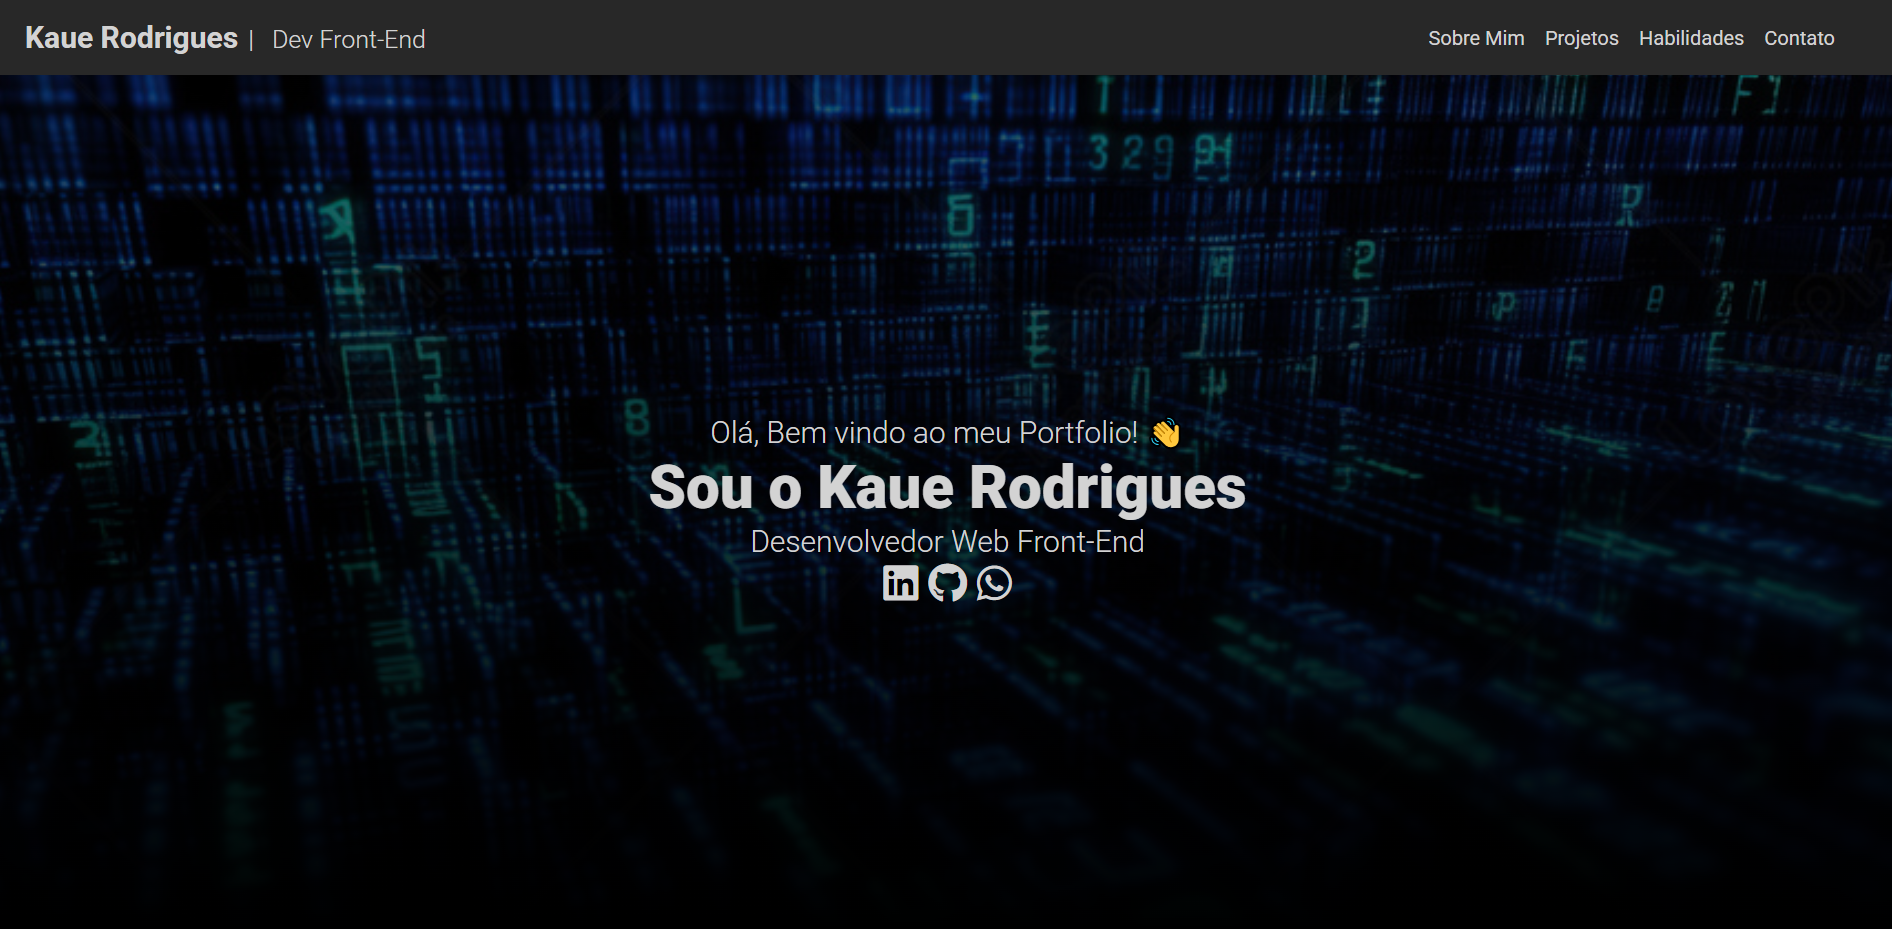 Kaue Rodrigues | Dev Front-End
Sobre Mim Projetos Habilidades Contato
Olá, Bem vindo ao meu Portfolio! 👋
Sou o Kaue Rodrigues
Desenvolvedor Web Front-End